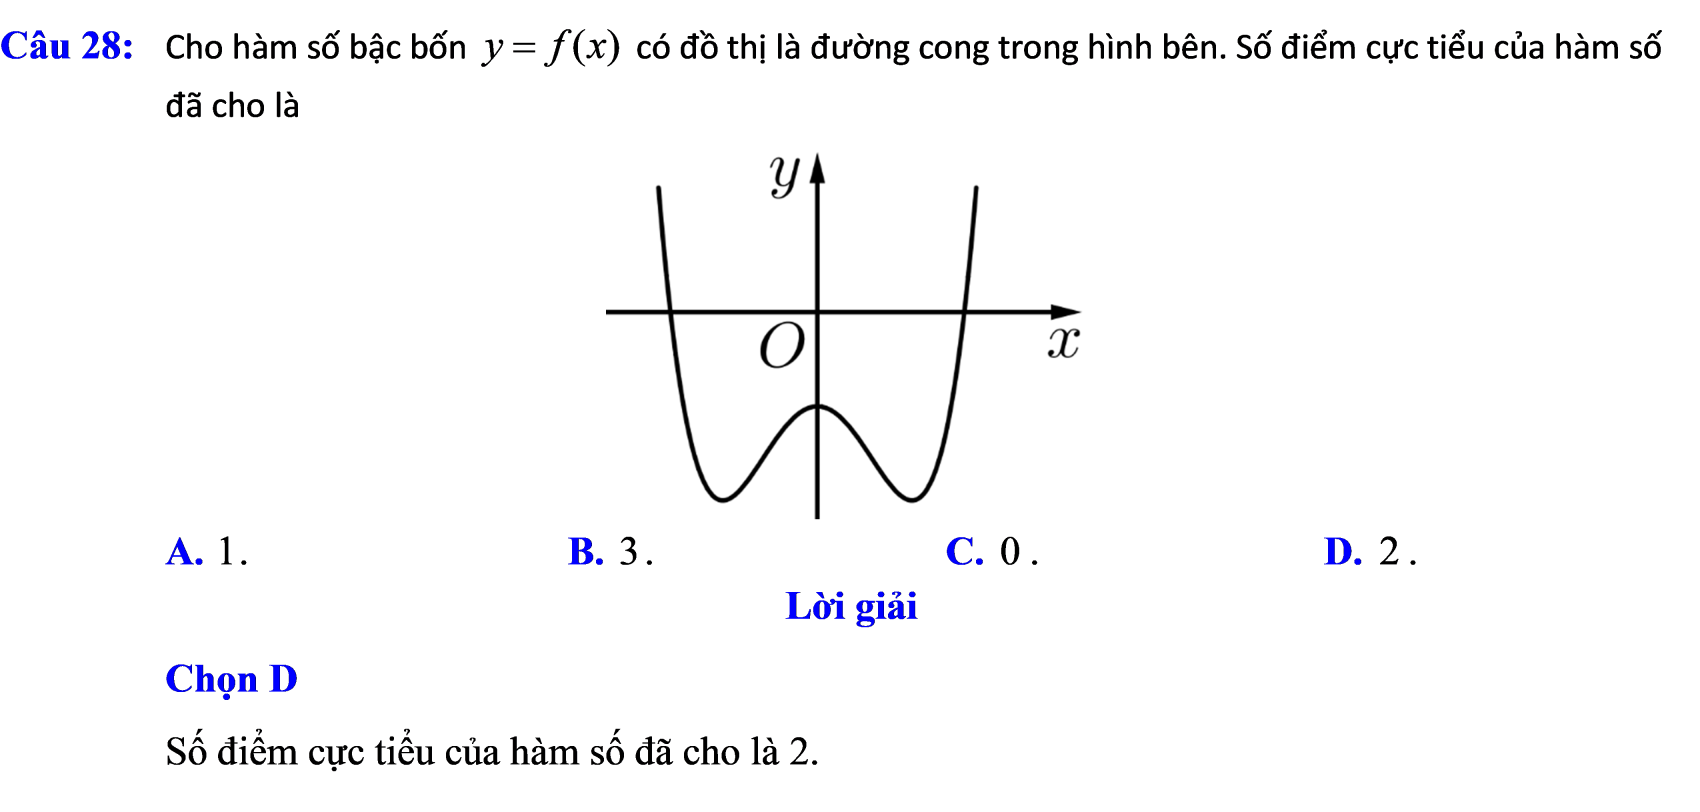 Câu 28: Cho hàm số bậc bốn y = f(x) có đồ thị là đường cong trong hình bên. Số điểm cực tiểu của hàm số
đã cho là
y
O
x
A. 1. B. 3. C. 0. D. 2.
Lời giải
Chọn D
Số điểm cực tiểu của hàm số đã cho là 2.